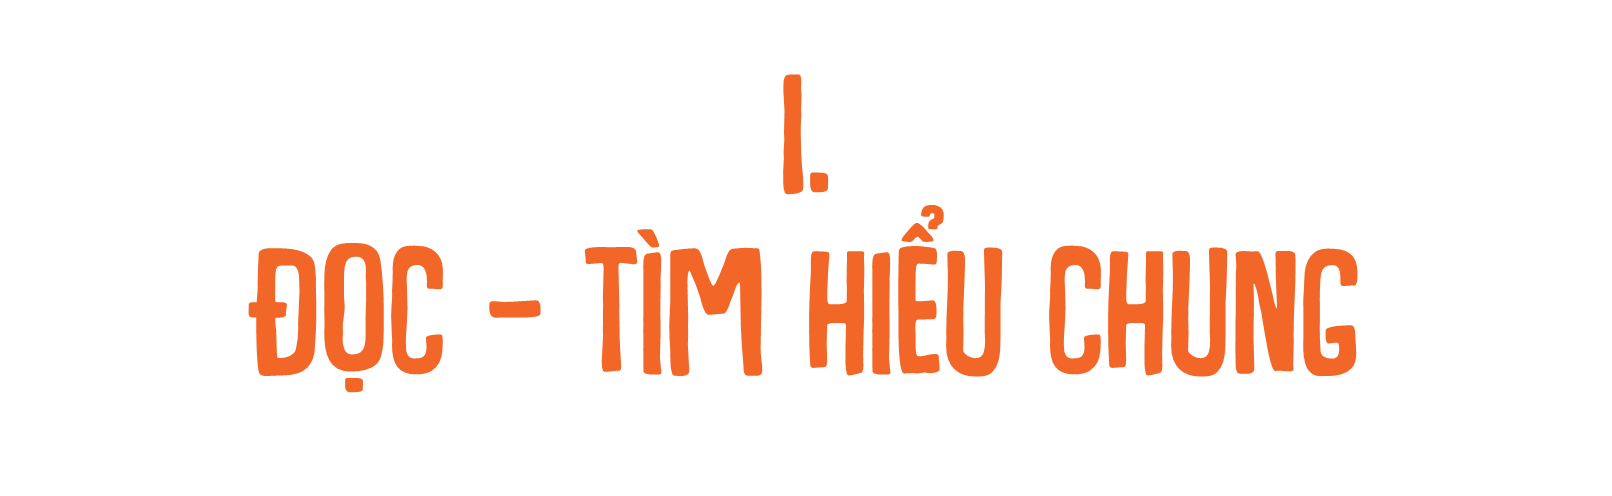 I.
ĐỌC - TÌM HIỂU CHUNG